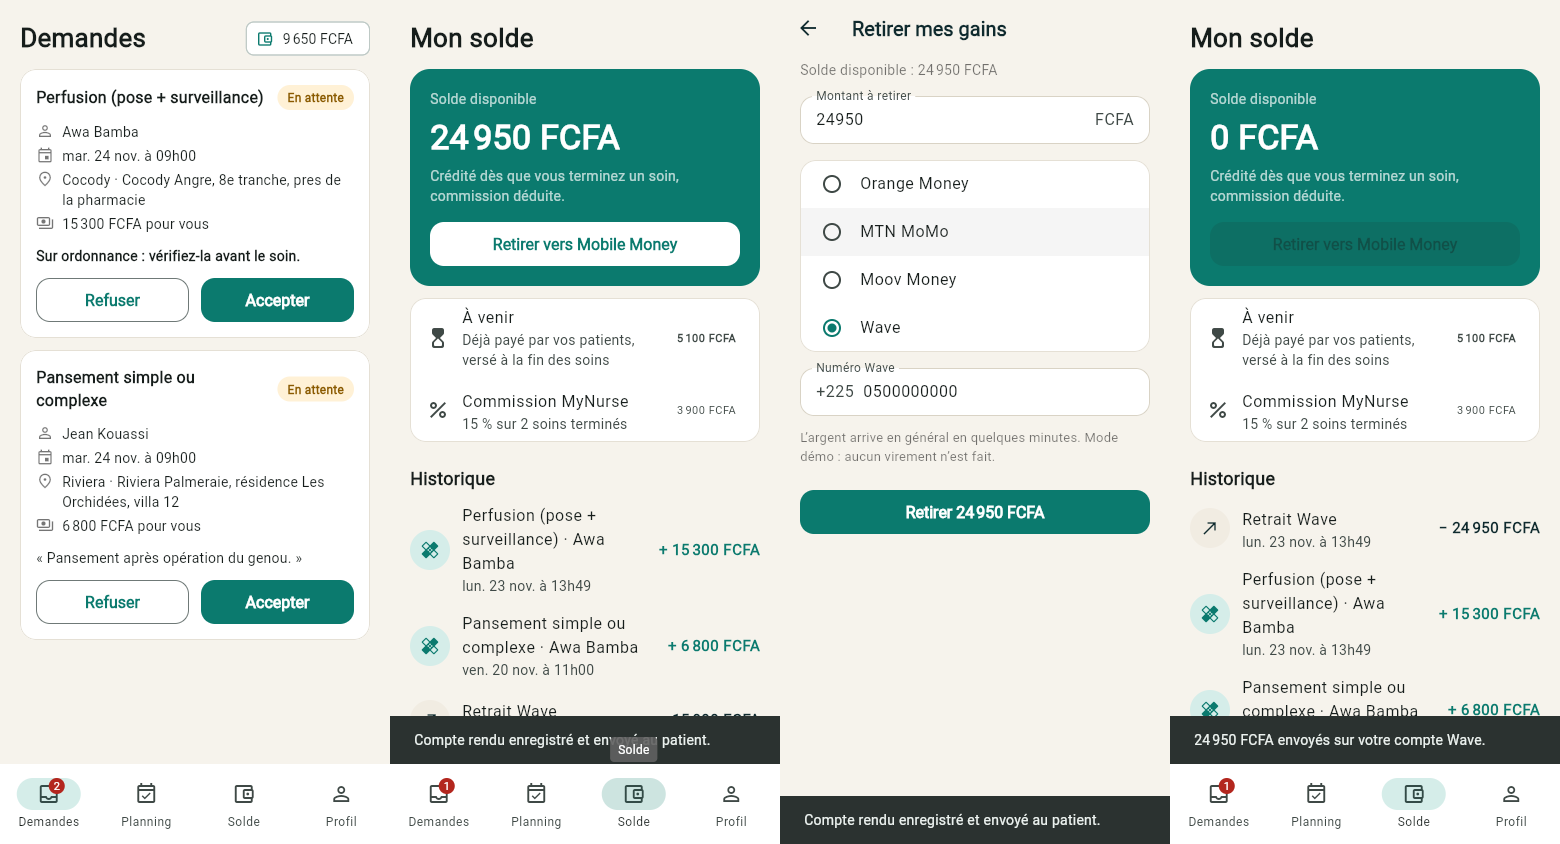 Demandes
9 650 FCFA
Perfusion (pose + surveillance)
En attente
Awa Bamba
mar. 24 nov. à 09h00
Cocody · Cocody Angre, 8e tranche, pres de
la pharmacie
15 300 FCFA pour vous
Sur ordonnance : vérifiez-la avant le soin.
Refuser
Accepter
Pansement simple ou
complexe
En attente
Jean Kouassi
mar. 24 nov. à 09h00
Riviera · Riviera Palmeraie, résidence Les
Orchidées, villa 12
6 800 FCFA pour vous
« Pansement après opération du genou. »
Refuser
Accepter
2
Demandes
Planning
Solde
Profil
Mon solde
Solde disponible
24 950 FCFA
Crédité dès que vous terminez un soin,
commission déduite.
Retirer vers Mobile Money
À venir
Déjà payé par vos patients,
versé à la fin des soins
5 100 FCFA
Commission MyNurse
15 % sur 2 soins terminés
3 900 FCFA
Historique
Perfusion (pose +
surveillance) · Awa
Bamba
lun. 23 nov. à 13h49
+ 15 300 FCFA
Pansement simple ou
complexe · Awa Bamba
ven. 20 nov. à 11h00
+ 6 800 FCFA
Retrait Wave
Compte rendu enregistré et envoyé au patient.
Solde
1
Demandes
Planning
Solde
Profil
Retirer mes gains
Solde disponible : 24 950 FCFA
Montant à retirer
24950
FCFA
Orange Money
MTN MoMo
Moov Money
Wave
Numéro Wave
+225 0500000000
L’argent arrive en général en quelques minutes. Mode
démo : aucun virement n’est fait.
Retirer 24 950 FCFA
Compte rendu enregistré et envoyé au patient.
Mon solde
Solde disponible
0 FCFA
Crédité dès que vous terminez un soin,
commission déduite.
Retirer vers Mobile Money
À venir
Déjà payé par vos patients,
versé à la fin des soins
5 100 FCFA
Commission MyNurse
15 % sur 2 soins terminés
3 900 FCFA
Historique
Retrait Wave
lun. 23 nov. à 13h49
− 24 950 FCFA
Perfusion (pose +
surveillance) · Awa
Bamba
lun. 23 nov. à 13h49
+ 15 300 FCFA
Pansement simple ou
complexe · Awa Bamba
+ 6 800 FCFA
24 950 FCFA envoyés sur votre compte Wave.
1
Demandes
Planning
Solde
Profil